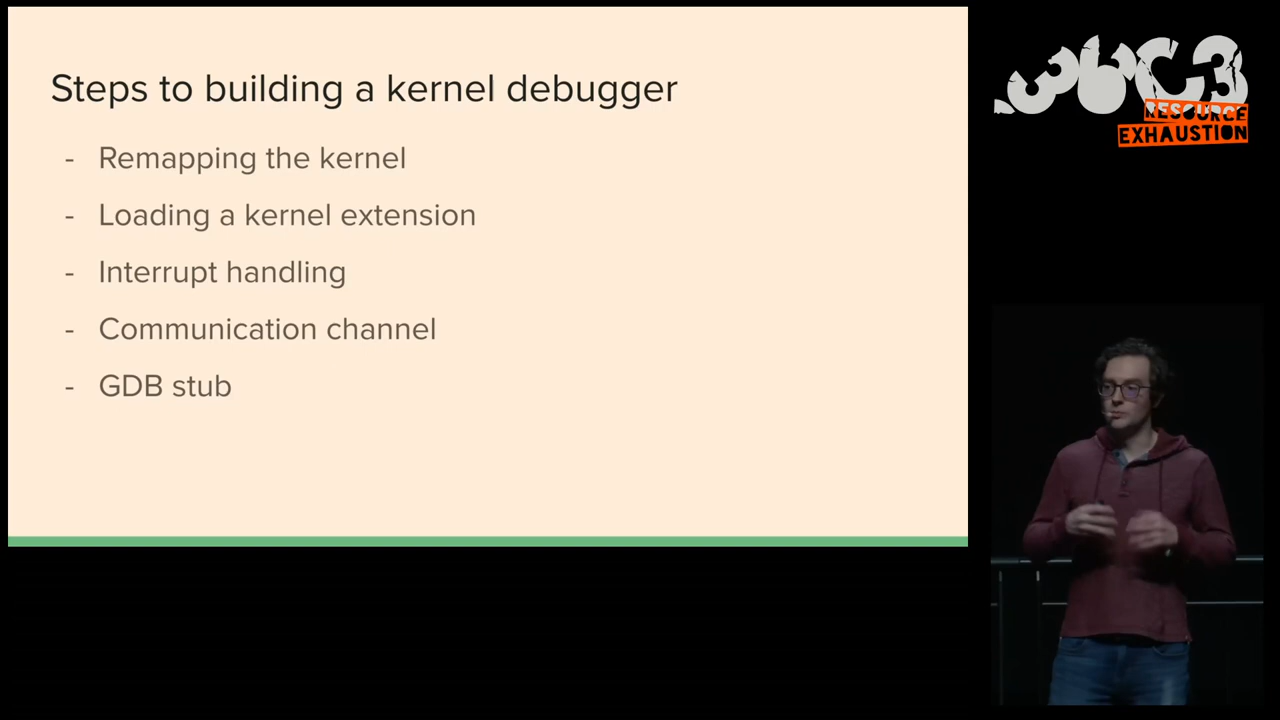 Steps to building a kernel debugger
- Remapping the kernel
- Loading a kernel extension
- Interrupt handling
- Communication channel
- GDB stub
36C3
RESOURCE
EXHAUSTION